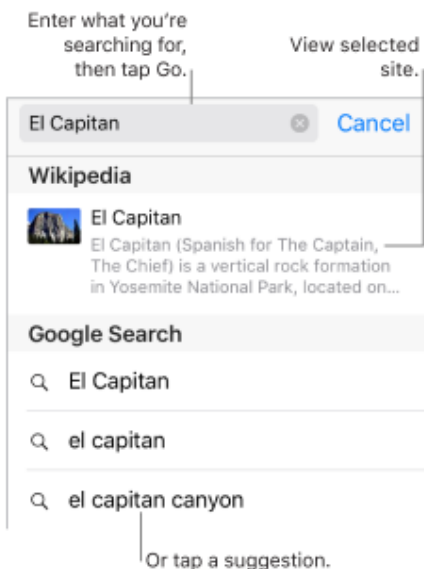 Enter what you're
searching for,
then tap Go.
View selected
site.
El Capitan
Cancel
Wikipedia
El Capitan
El Capitan (Spanish for The Captain,
The Chief) is a vertical rock formation
in Yosemite National Park, located on...
Google Search
El Capitan
el capitan
el capitan canyon
Or tap a suggestion.